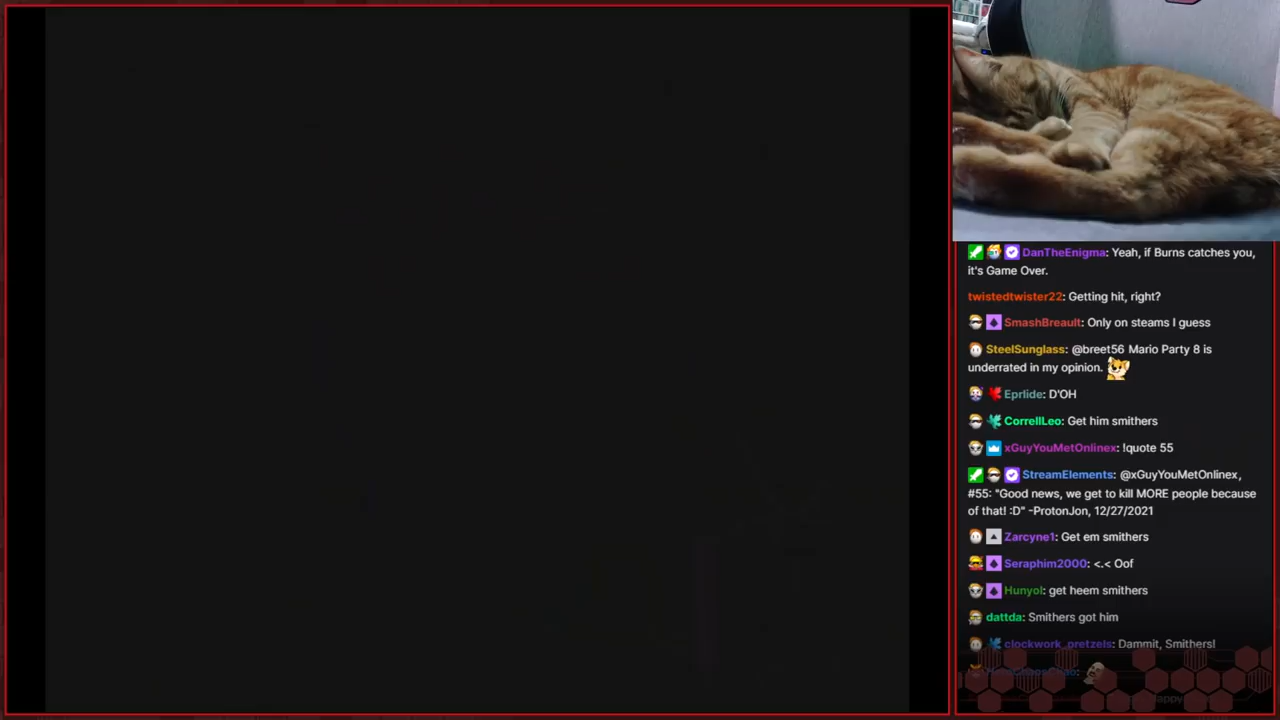 DanTheEnigma: Yeah, if Burns catches you,
it's Game Over.
twistedtwister22: Getting hit, right?
SmashBreault: Only on steams I guess
SteelSunglass: @breet56 Mario Party 8 is
underrated in my opinion.
Eprlide: D'OH
CorrellLeo: Get him smithers
xGuyYouMetOnlinex: !quote 55
StreamElements: @xGuyYouMetOnlinex,
#55: "Good news, we get to kill MORE people because
of that! :D" -ProtonJon, 12/27/2021
Zarcyne1: Get em smithers
Seraphim2000: <.< Oof
Hunyol: get heem smithers
dattda: Smithers got him
clockwork_pretzels: Dammit, Smithers!